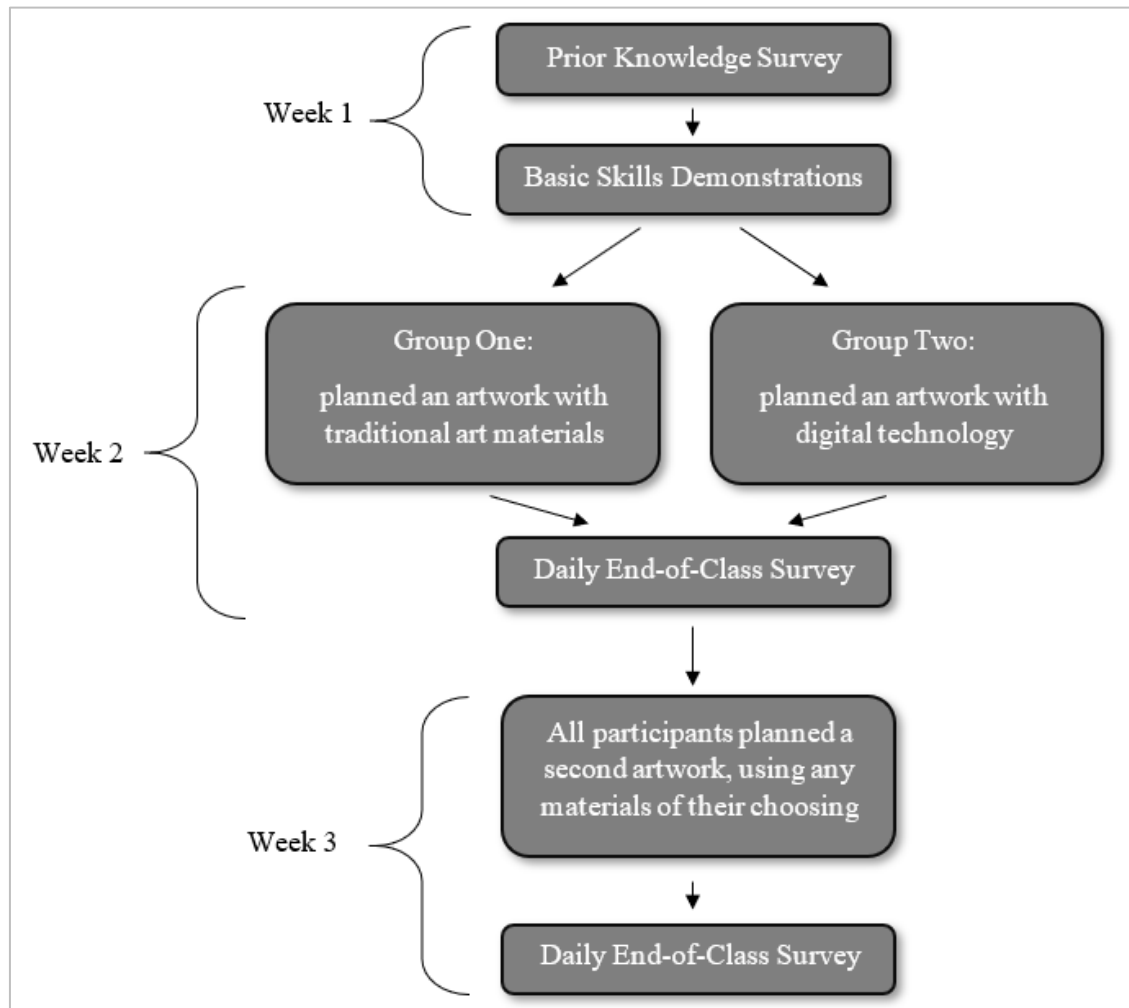 Prior Knowledge Survey
Week 1
Basic Skills Demonstrations
Group One:
planned an artwork with
traditional art materials
Group Two:
planned an artwork with
digital technology
Week 2
Daily End-of-Class Survey
All participants planned a
second artwork, using any
materials of their choosing
Week 3
Daily End-of-Class Survey